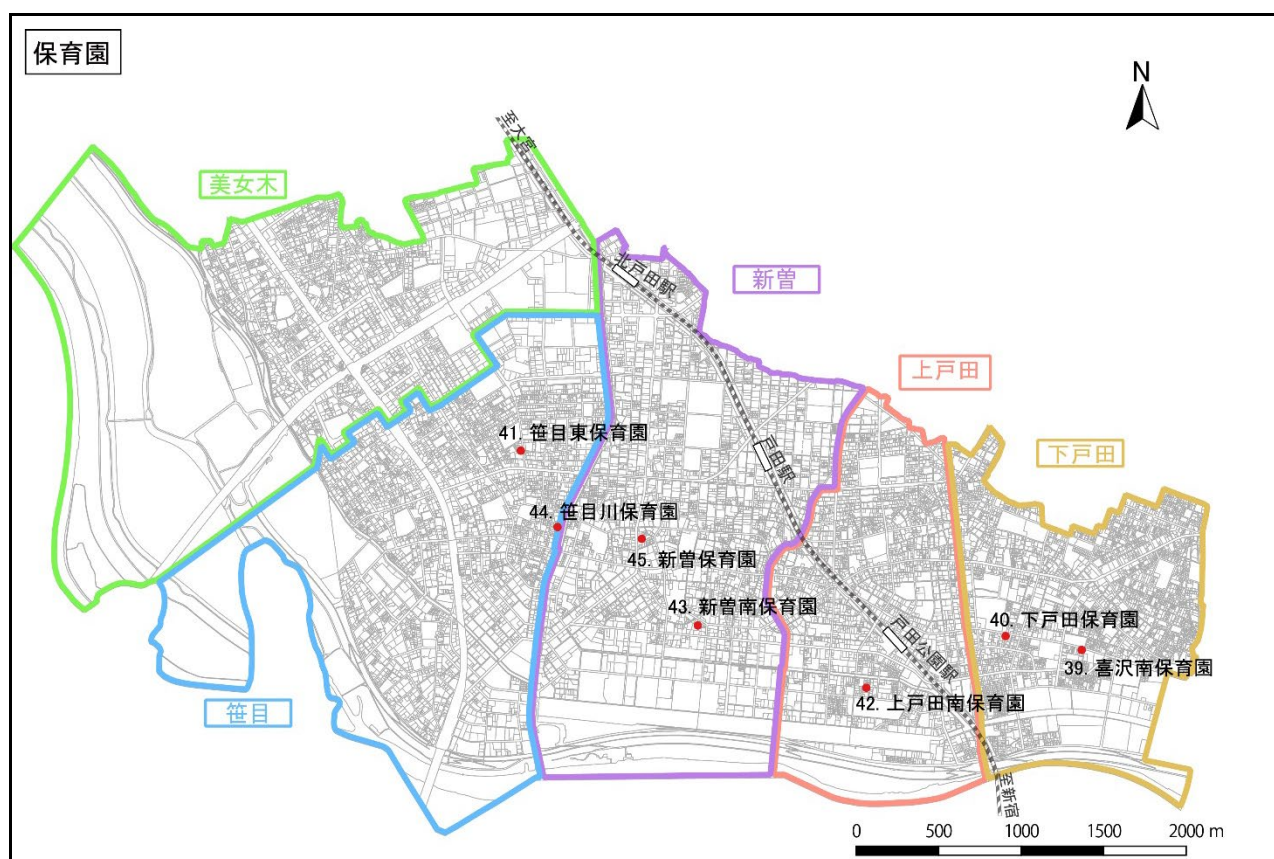 保育園
N
至大宮
美女木
北戸田駅
新曽
上戸田
戸田駅
下戸田
41. 笹目東保育園
44. 笹目川保育園
45. 新曽保育園
43. 新曽南保育園
40. 下戸田保育園
戸田公園駅
39. 喜沢南保育園
42. 上戸田南保育園
笹目
至新宿
0 500 1000 1500 2000 m